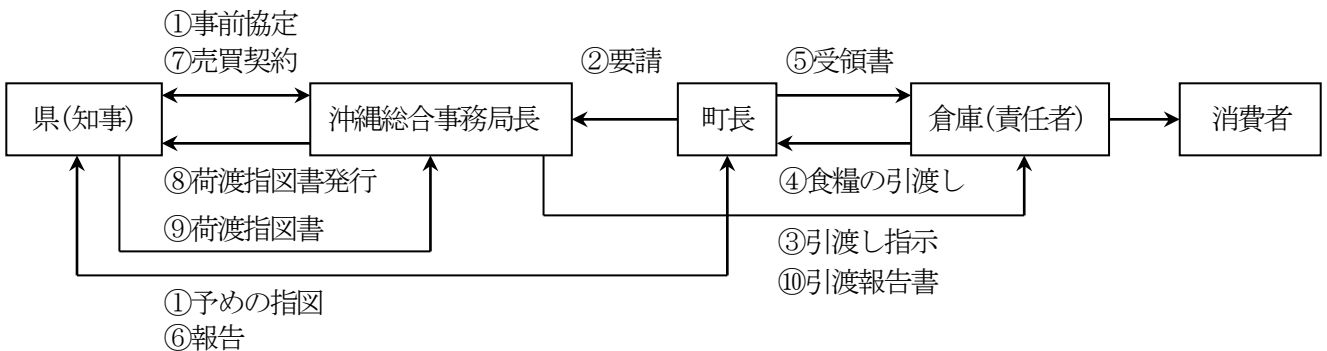 ①事前協定
⑦売買契約
②要請
⑤受領書
県(知事)
沖縄総合事務局長
町長
倉庫(責任者)
消費者
⑧荷渡指図書発行
④食糧の引渡し
⑨荷渡指図書
③引渡し指示
⑩引渡報告書
①予めの指図
⑥報告